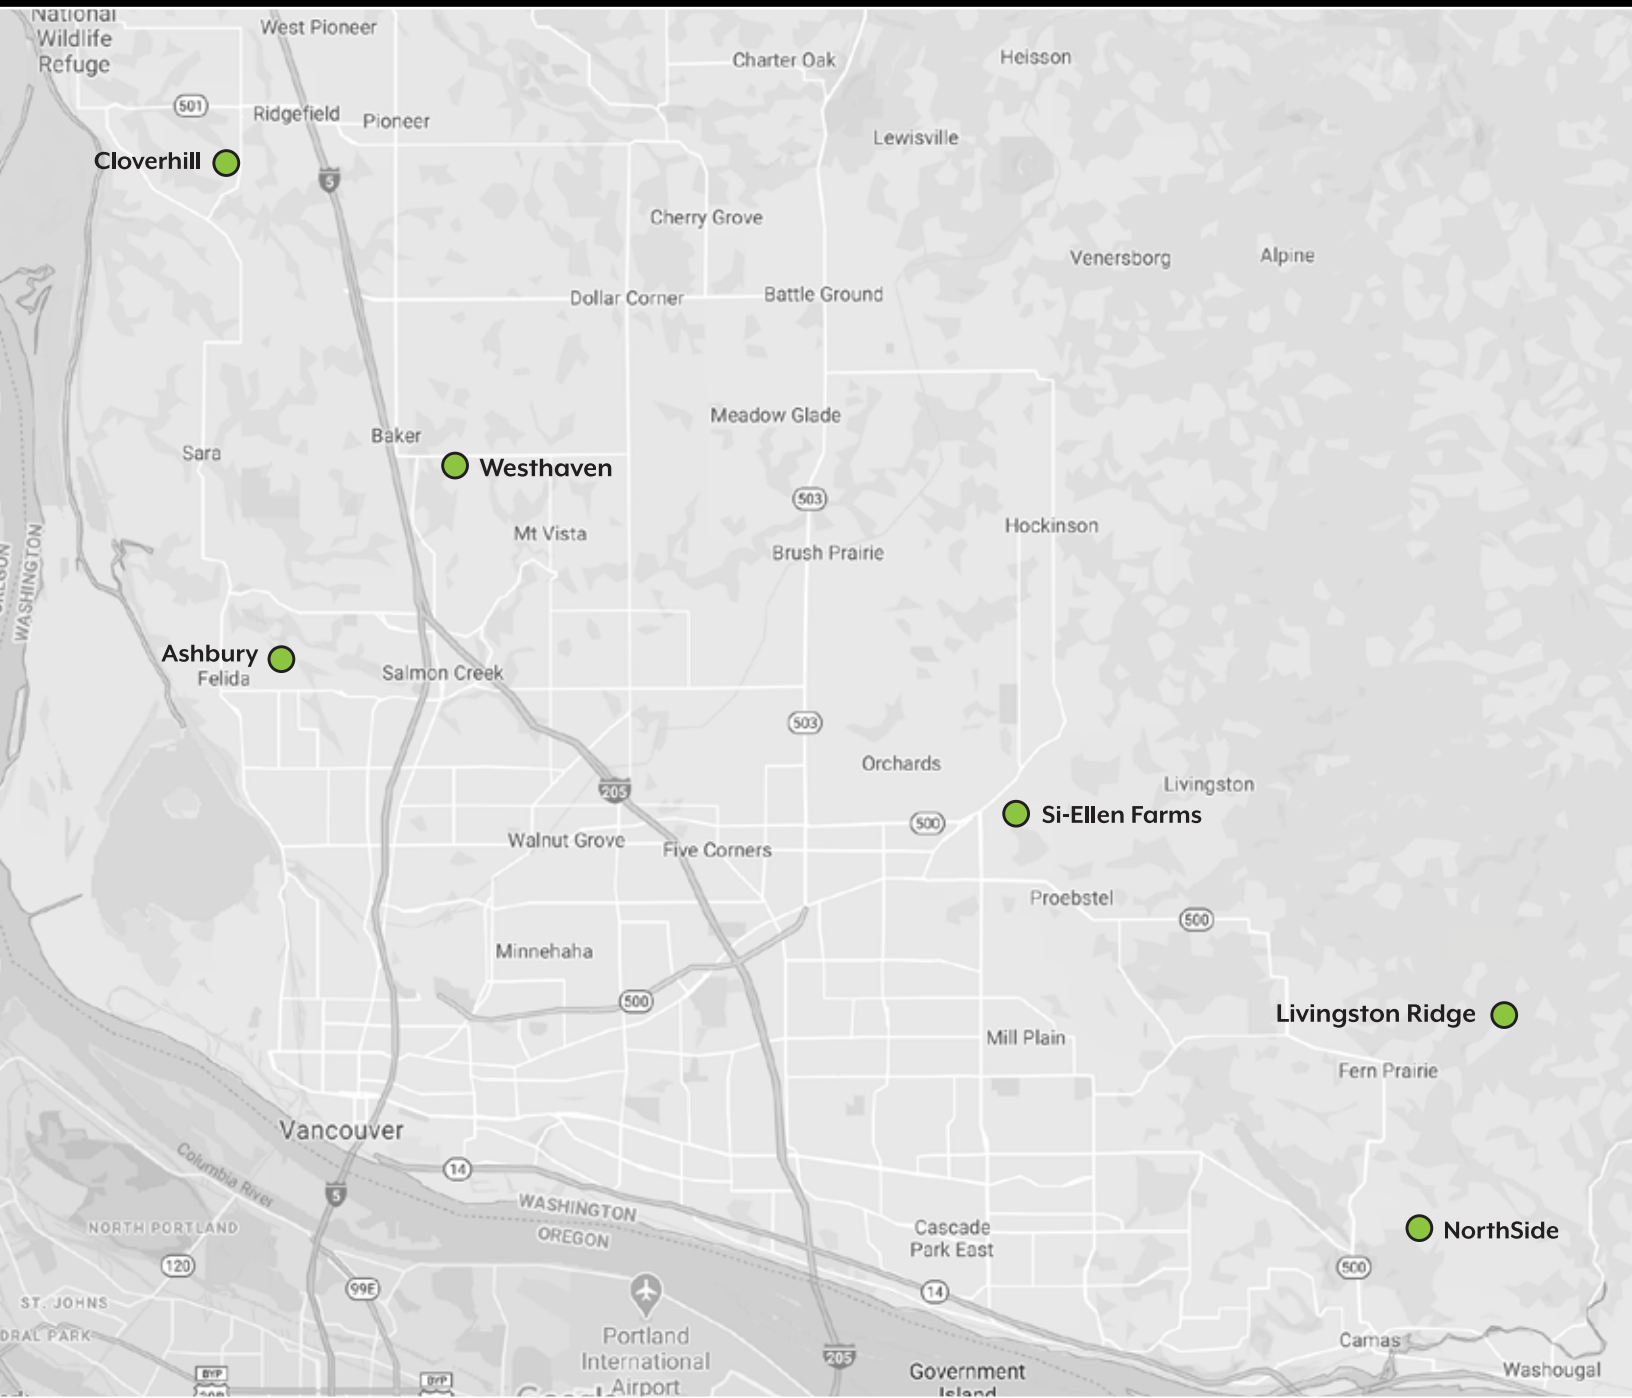 National
Wildlife
Refuge
West Pioneer
Charter Oak
Heisson
501
Ridgefield
Pioneer
Lewisville
Cloverhill
5
Cherry Grove
Venersborg
Alpine
Dollar Corner
Battle Ground
Meadow Glade
Baker
Sara
Westhaven
503
Hockinson
Mt Vista
Brush Prairie
WASHINGTON
Ashbury
Felida
Salmon Creek
503
Orchards
Livingston
205
Si-Ellen Farms
500
Walnut Grove
Five Corners
Proebstel
500
Minnehaha
500
Livingston Ridge
Mill Plain
Fern Prairie
Vancouver
Columbia River
14
5
WASHINGTON
OREGON
NORTH PORTLAND
Cascade
Park East
NorthSide
120
500
99E
14
ST. JOHNS
Portland
International
Airport
Camas
205
Government
Island
Washougal
BYP
BYP